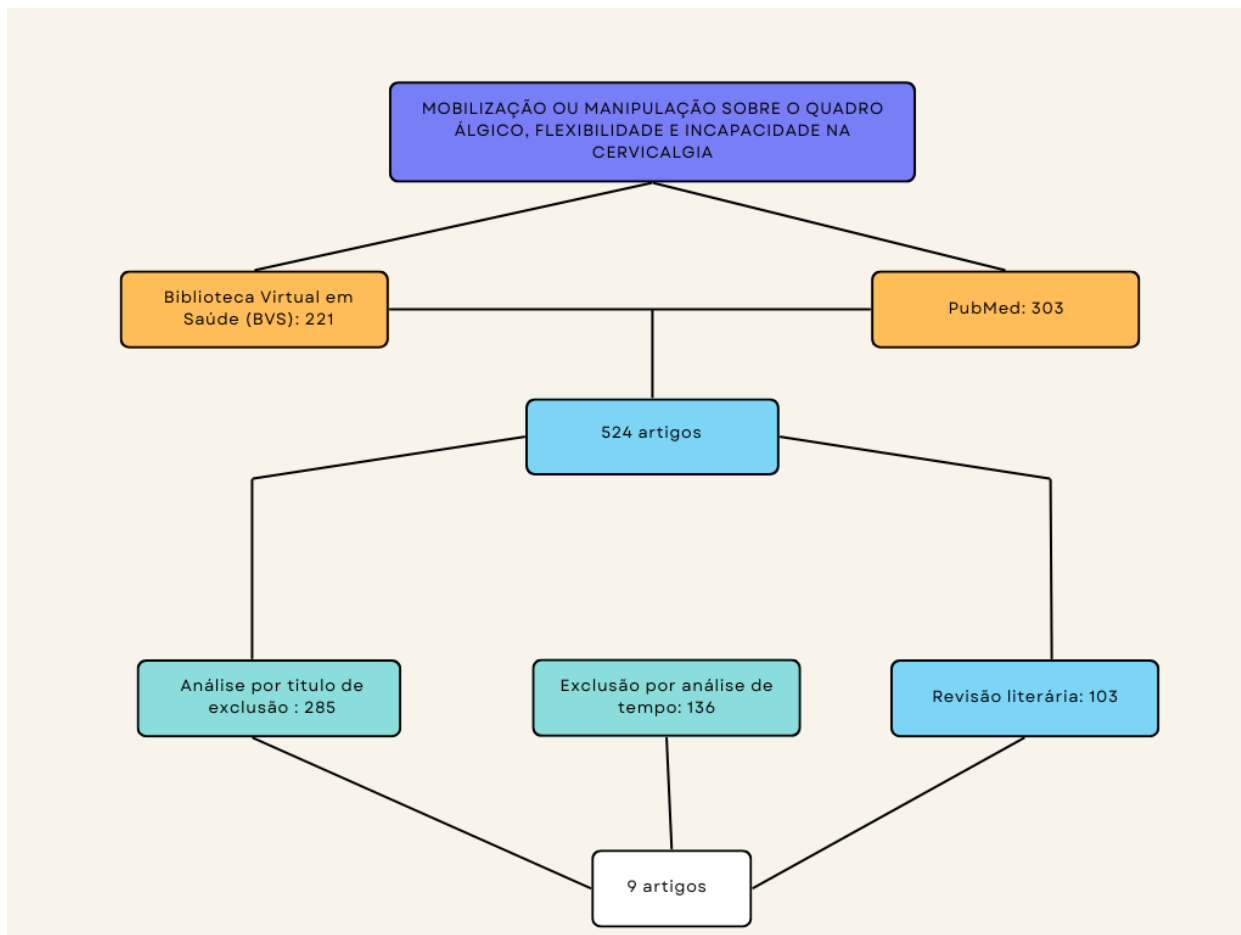 MOBILIZAÇÃO OU MANIPULAÇÃO SOBRE O QUADRO
ÁLGICO, FLEXIBILIDADE E INCAPACIDADE NA
CERVICALGIA
Biblioteca Virtual em
Saúde (BVS): 221
PubMed: 303
524 artigos
Análise por titulo de
exclusão : 285
Exclusão por análise de
tempo: 136
Revisão literária: 103
9 artigos